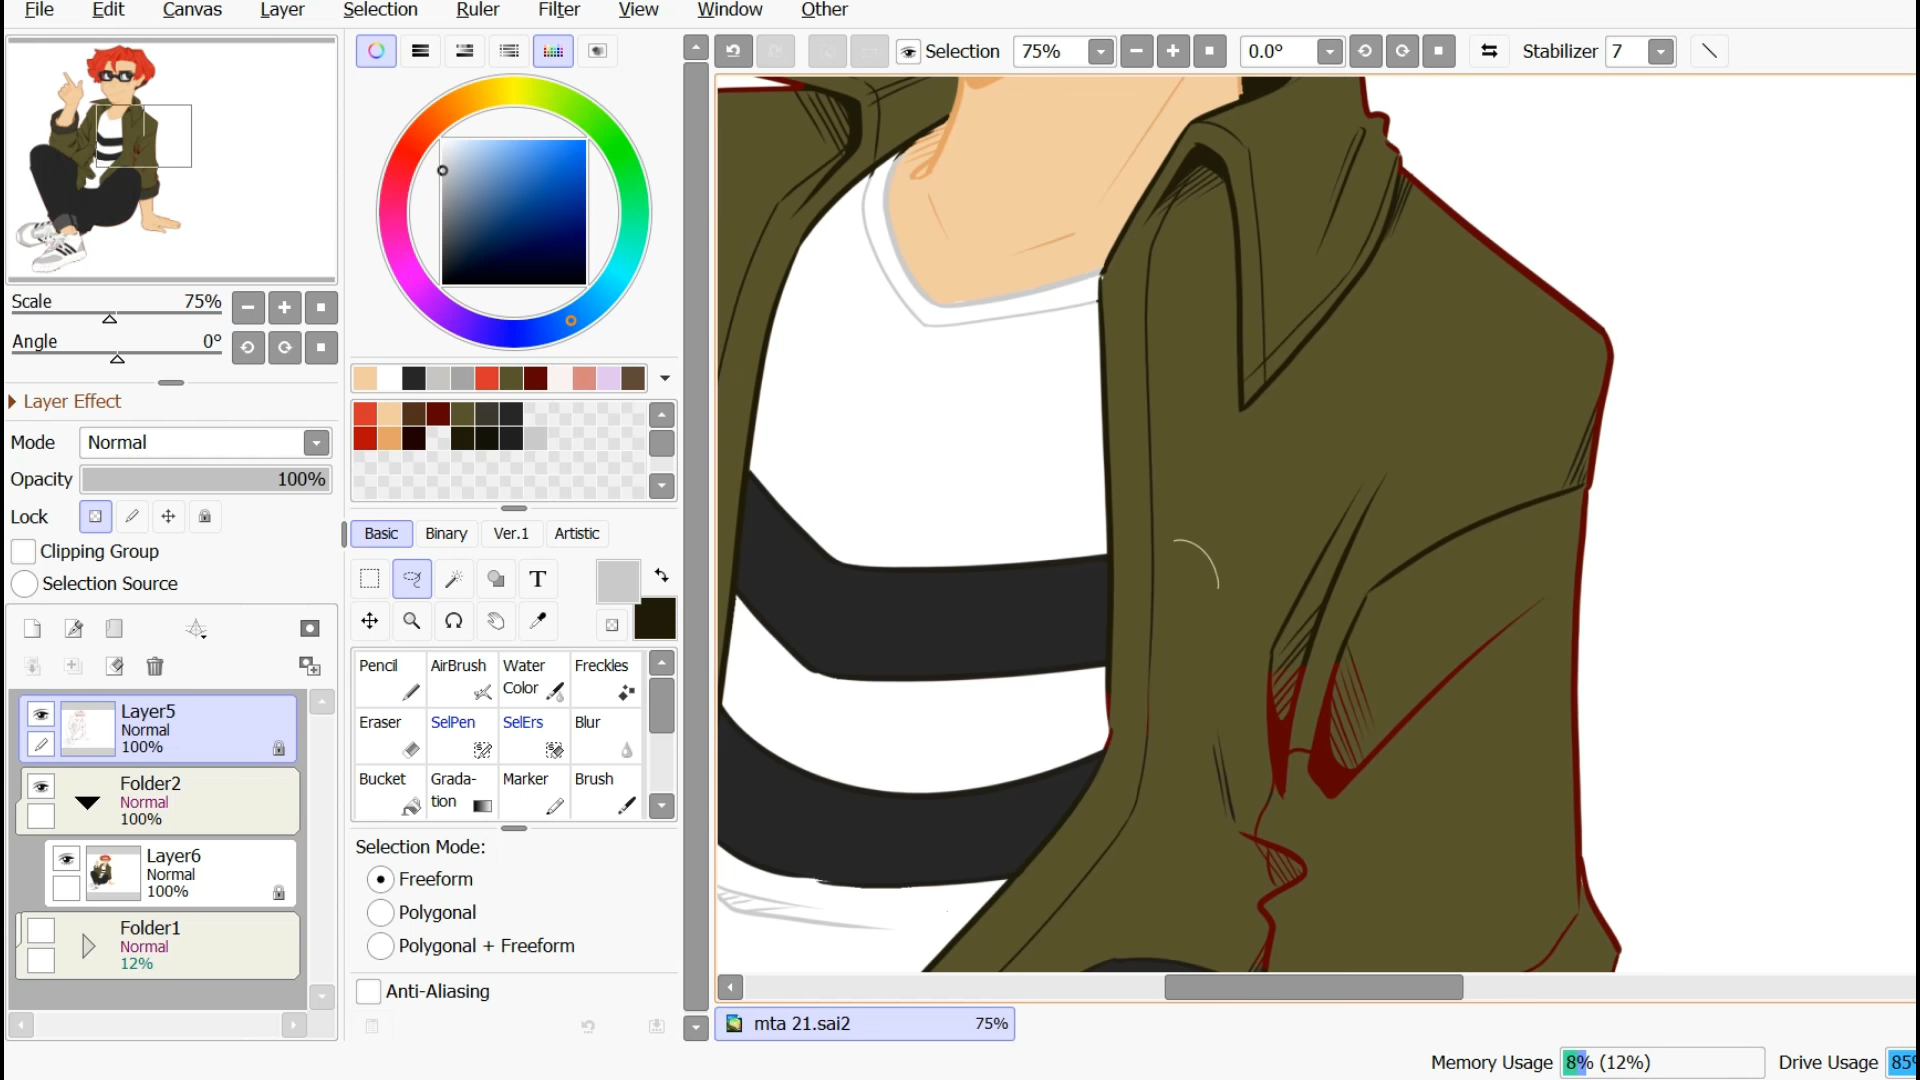 File Edit Canvas Layer Selection Ruler Filter View Window Other
Selection 75% 0.0° Stabilizer 7
Scale 75%
Angle 0°
Layer Effect
Mode Normal
Opacity 100%
Lock
Clipping Group
Selection Source
Layer5
Normal
100%
Folder2
Normal
100%
Layer6
Normal
100%
Folder1
Normal
12%
Basic Binary Ver.1 Artistic
T
Pencil AirBrush Water Color Freckles
Eraser SelPen SelErs Blur
Bucket Grada-tion Marker Brush
Selection Mode:
Freeform
Polygonal
Polygonal + Freeform
Anti-Aliasing
mta 21.sai2 75%
Memory Usage 8% (12%) Drive Usage 85%